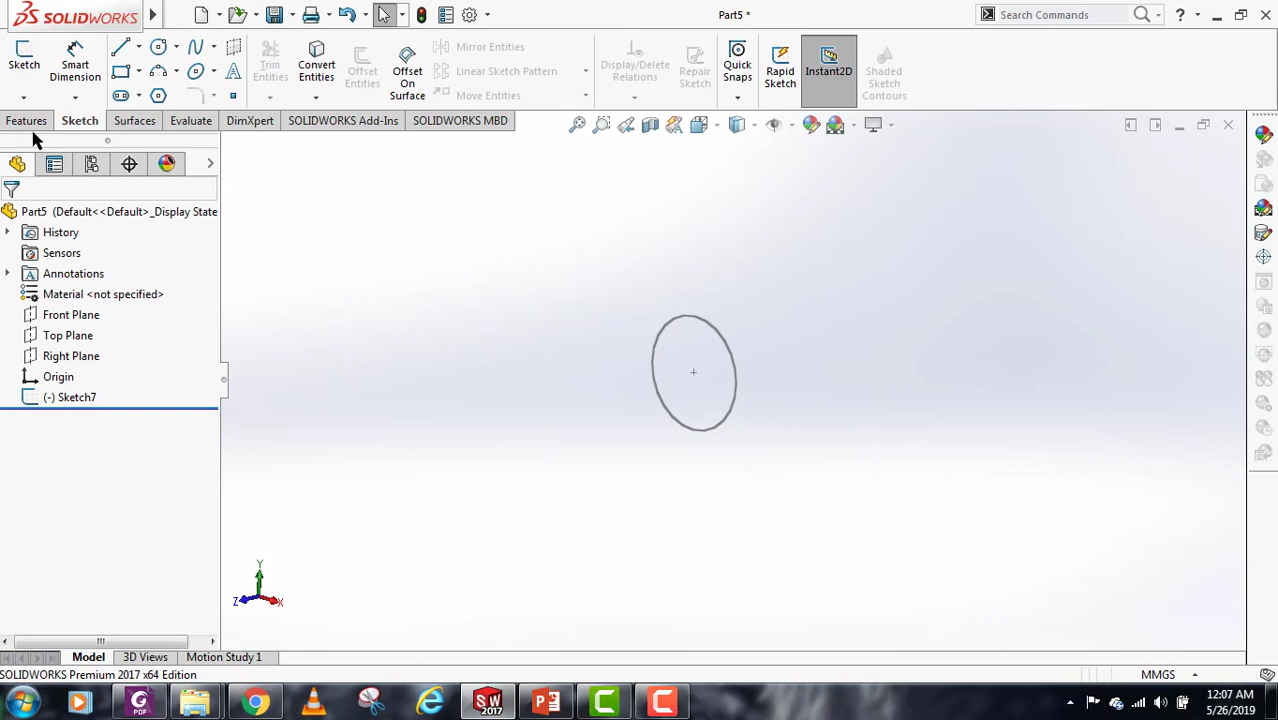 SOLIDWORKS
Part5 *
Search Commands
Sketch
Smart Dimension
Trim Entities
Convert Entities
Offset Entities
Offset On Surface
Mirror Entities
Linear Sketch Pattern
Move Entities
Display/Delete Relations
Repair Sketch
Quick Snaps
Rapid Sketch
Instant2D
Shaded Sketch Contours
Features
Sketch
Surfaces
Evaluate
DimXpert
SOLIDWORKS Add-Ins
SOLIDWORKS MBD
Part5 (Default<<Default>_Display State
History
Sensors
Annotations
Material <not specified>
Front Plane
Top Plane
Right Plane
Origin
(-) Sketch7
Y
Z
X
Model
3D Views
Motion Study 1
SOLIDWORKS Premium 2017 x64 Edition
MMGS
PDF
SW
2017
12:07 AM
5/26/2019